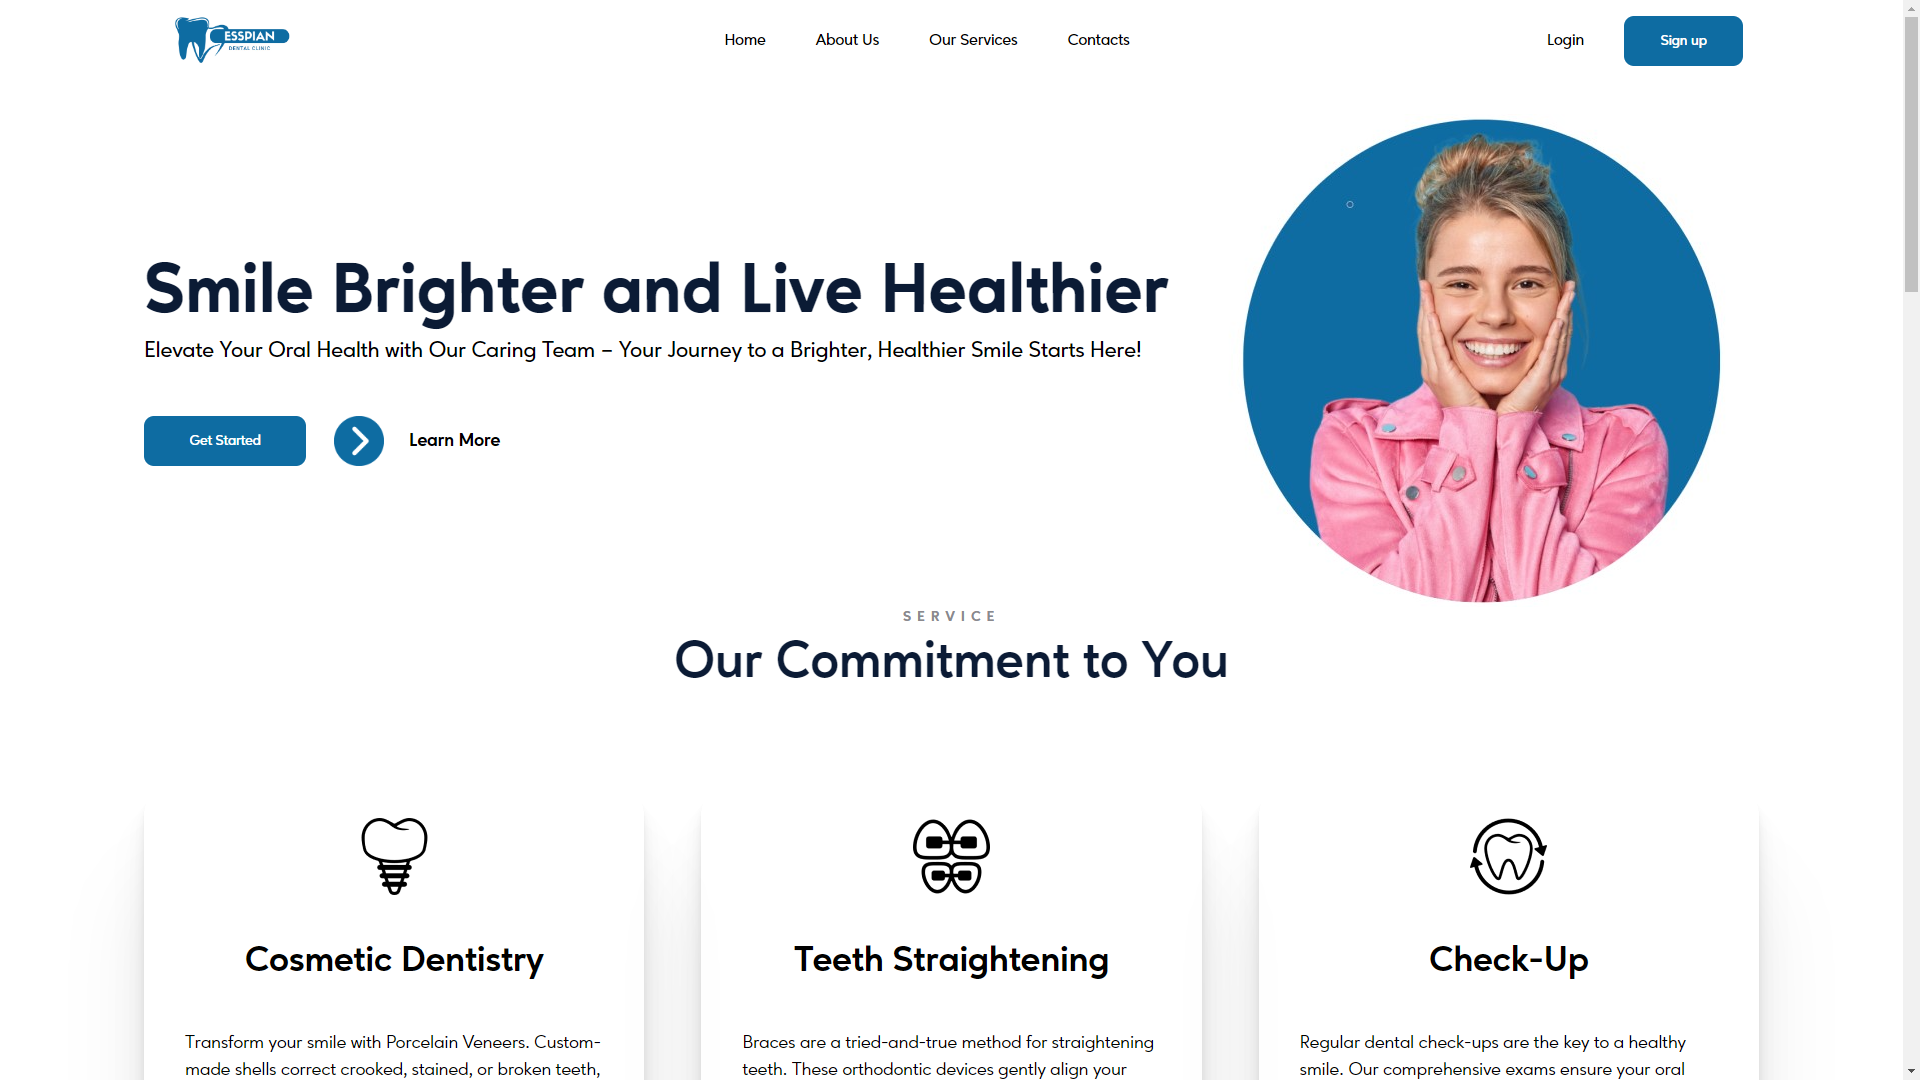 ESSPIAN
DENTAL CLINIC
Home
About Us
Our Services
Contacts
Login
Sign up
Smile Brighter and Live Healthier
Elevate Your Oral Health with Our Caring Team – Your Journey to a Brighter, Healthier Smile Starts Here!
Get Started
Learn More
SERVICE
Our Commitment to You
Cosmetic Dentistry
Transform your smile with Porcelain Veneers. Custom-
made shells correct crooked, stained, or broken teeth,
Teeth Straightening
Braces are a tried-and-true method for straightening
teeth. These orthodontic devices gently align your
Check-Up
Regular dental check-ups are the key to a healthy
smile. Our comprehensive exams ensure your oral